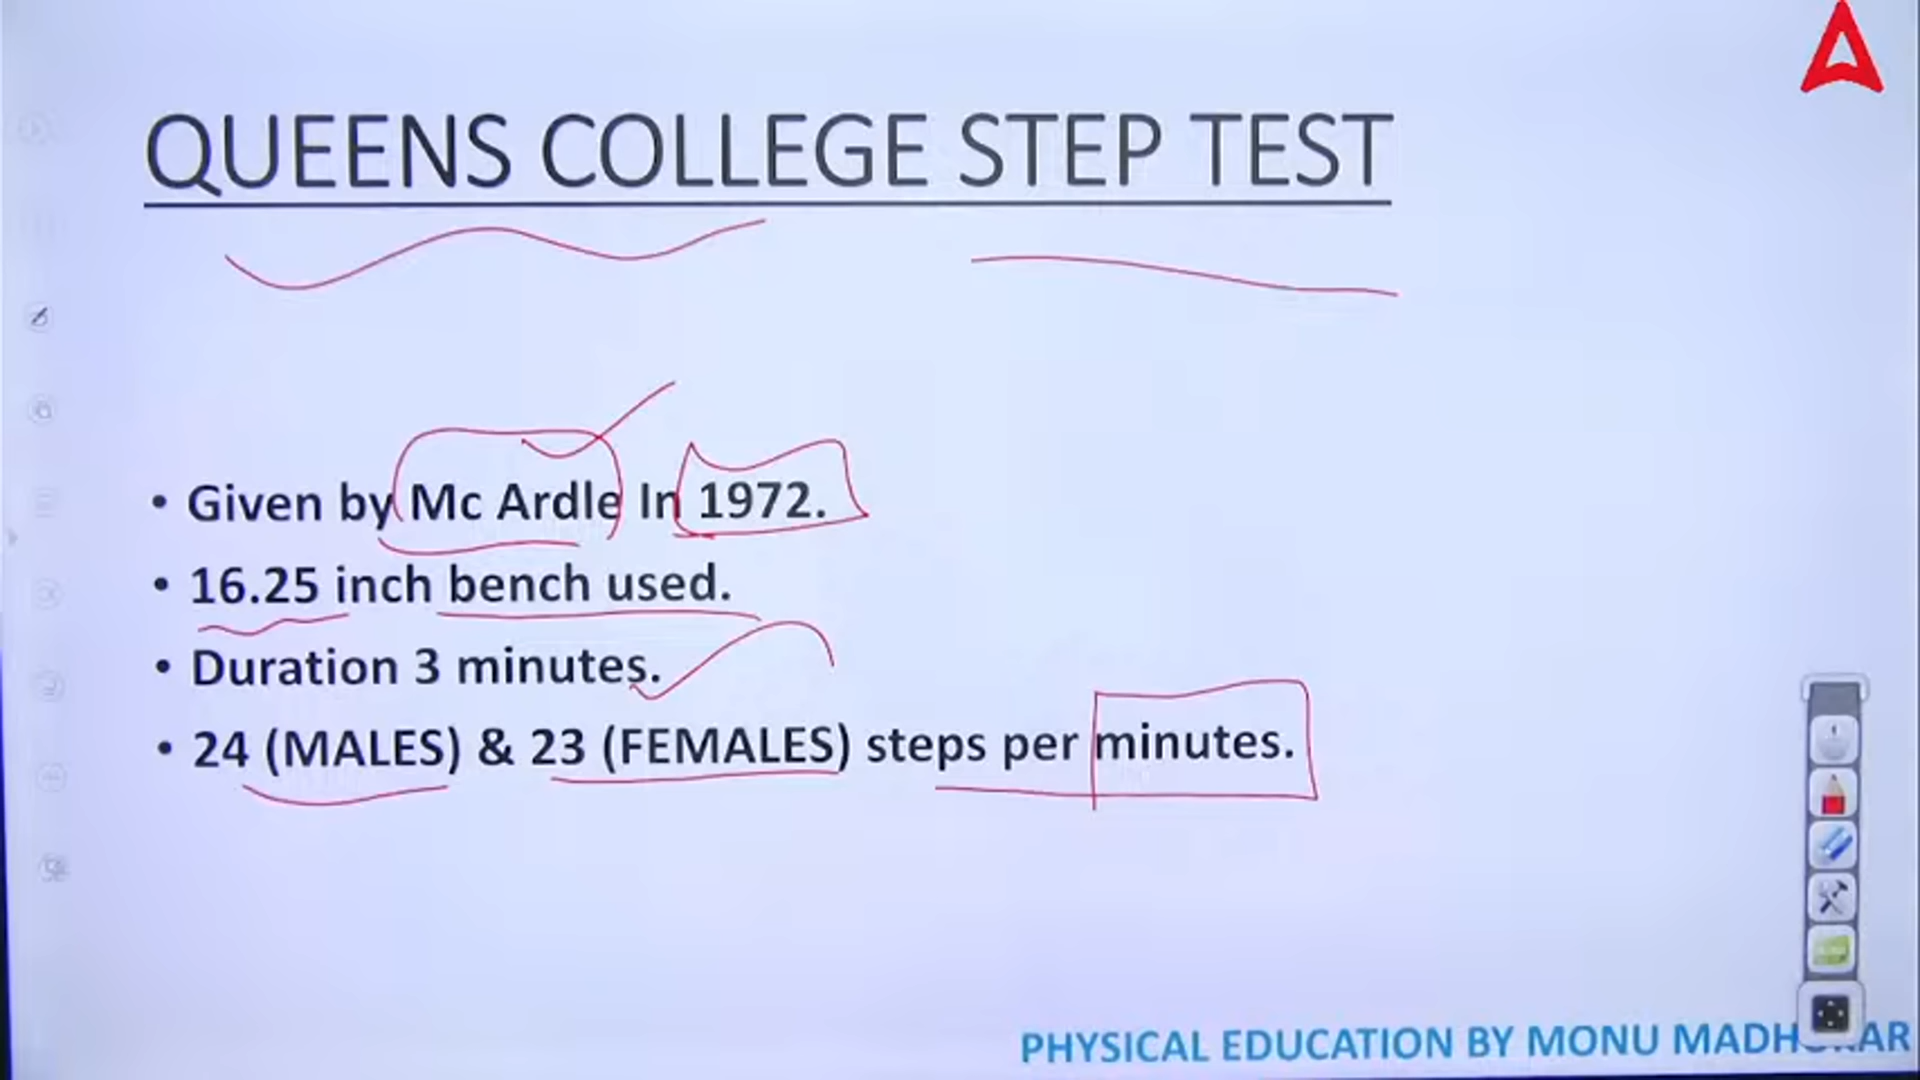 QUEENS COLLEGE STEP TEST
• Given by Mc Ardle In 1972.
• 16.25 inch bench used.
• Duration 3 minutes.
• 24 (MALES) & 23 (FEMALES) steps per minutes.
PHYSICAL EDUCATION BY MONU